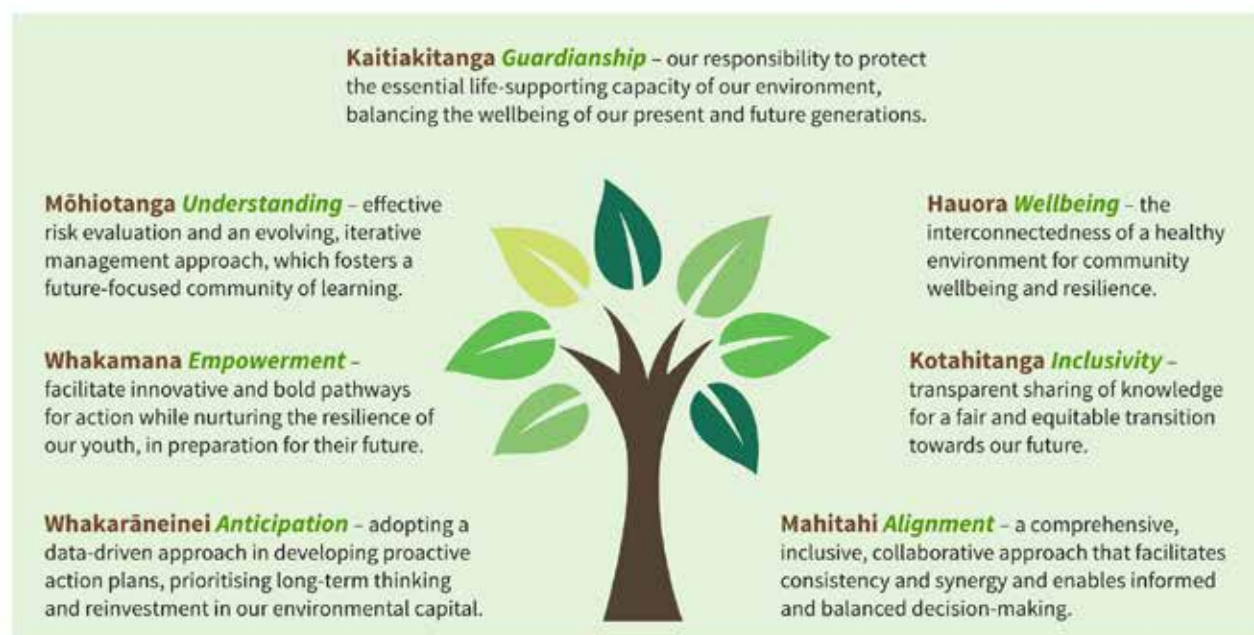 Kaitiakitanga Guardianship – our responsibility to protect
the essential life-supporting capacity of our environment,
balancing the wellbeing of our present and future generations.
Mōhiotanga Understanding – effective
risk evaluation and an evolving, iterative
management approach, which fosters a
future-focused community of learning.
Hauora Wellbeing – the
interconnectedness of a healthy
environment for community
wellbeing and resilience.
Whakamana Empowerment –
facilitate innovative and bold pathways
for action while nurturing the resilience of
our youth, in preparation for their future.
Kotahitanga Inclusivity –
transparent sharing of knowledge
for a fair and equitable transition
towards our future.
Whakarāneinei Anticipation – adopting a
data-driven approach in developing proactive
action plans, prioritising long-term thinking
and reinvestment in our environmental capital.
Mahitahi Alignment – a comprehensive,
inclusive, collaborative approach that facilitates
consistency and synergy and enables informed
and balanced decision-making.